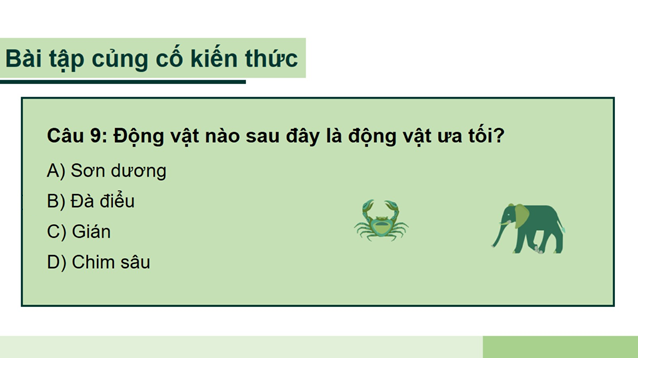 Bài tập củng cố kiến thức
Câu 9: Động vật nào sau đây là động vật ưa tối?
A) Sơn dương
B) Đà điểu
C) Gián
D) Chim sâu